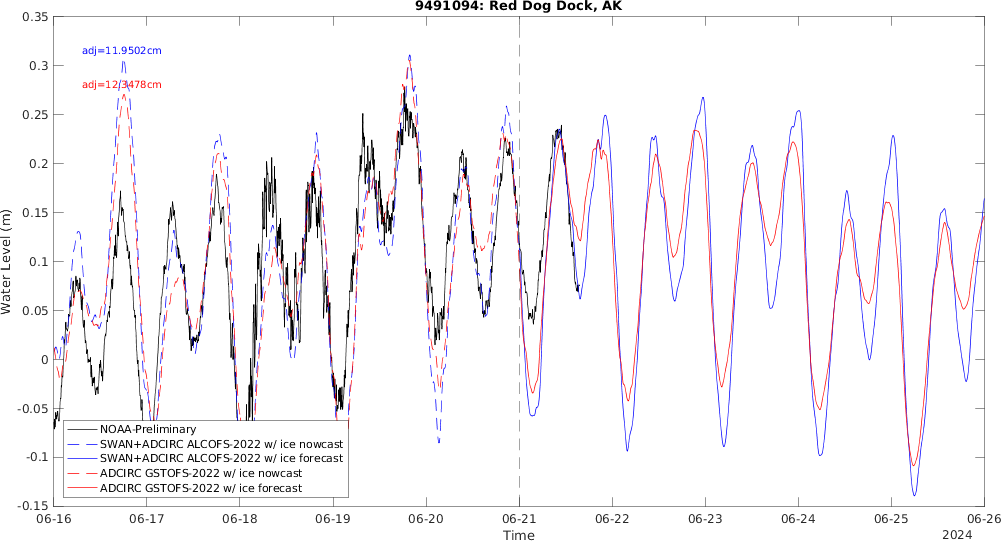 9491094: Red Dog Dock, AK
0.35
0.3
0.25
0.2
0.15
0.1
0.05
0
-0.05
-0.1
-0.15
Water Level (m)
adj=11.9502cm
adj=12.3478cm
NOAA-Preliminary
SWAN+ADCIRC ALCOFS-2022 w/ ice nowcast
SWAN+ADCIRC ALCOFS-2022 w/ ice forecast
ADCIRC GSTOFS-2022 w/ ice nowcast
ADCIRC GSTOFS-2022 w/ ice forecast
06-16 06-17 06-18 06-19 06-20 06-21 06-22 06-23 06-24 06-25 06-26
Time
2024